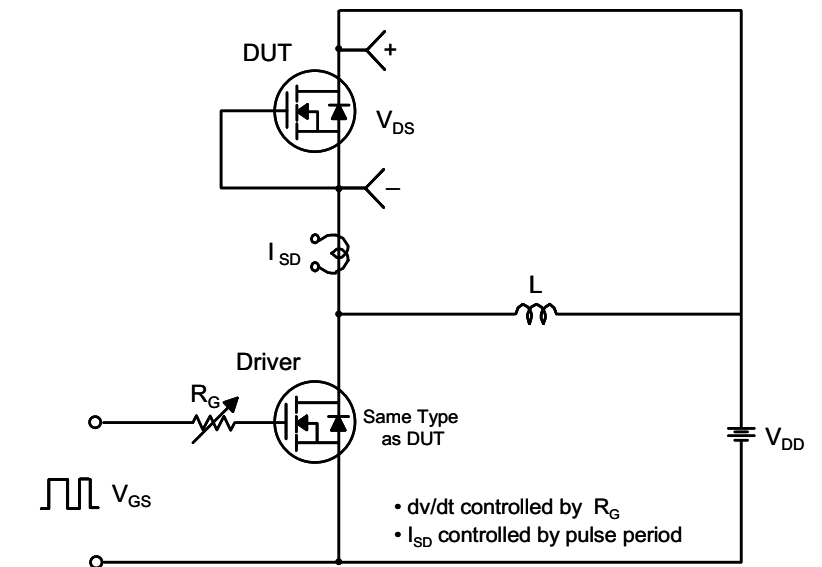 DUT
+
V_DS
–
I_SD
L
Driver
R_G
Same Type
as DUT
V_DD
V_GS
• dv/dt controlled by R_G
• I_SD controlled by pulse period